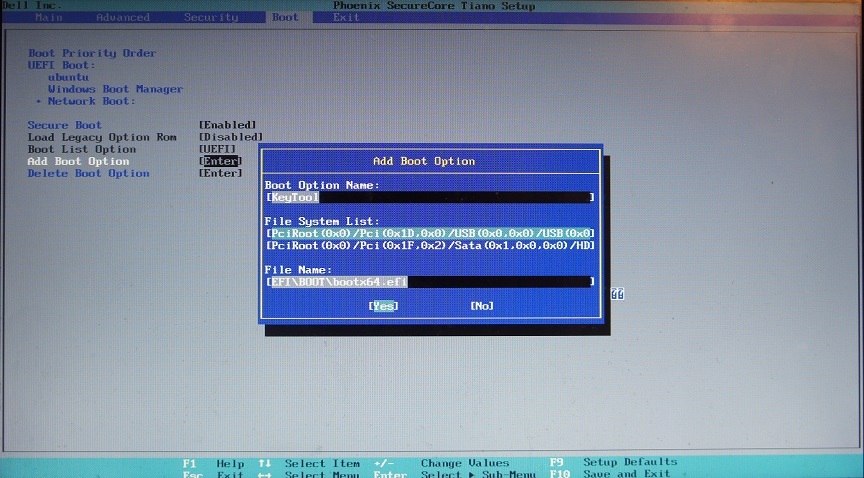 Dell Inc. Phoenix SecureCore Tiano Setup
Main Advanced Security Boot Exit
Boot Priority Order
UEFI Boot:
ubuntu
Windows Boot Manager
Network Boot:
Secure Boot [Enabled]
Load Legacy Option Rom [Disabled]
Boot List Option [UEFI]
Add Boot Option [Enter]
Delete Boot Option [Enter]
Add Boot Option
Boot Option Name:
[KeyTool ]
File System List:
[PciRoot(0x0)/Pci(0x1D,0x0)/USB(0x0,0x0)/USB(0x0]
[PciRoot(0x0)/Pci(0x1F,0x2)/Sata(0x1,0x0,0x0)/HD]
File Name:
[EFI\BOOT\bootx64.efi ]
[Yes] [No]
F1 Help ↑↓ Select Item +/- Change Values F9 Setup Defaults
Esc Exit ↔ Select Menu Enter Select ▶ Sub-Menu F10 Save and Exit